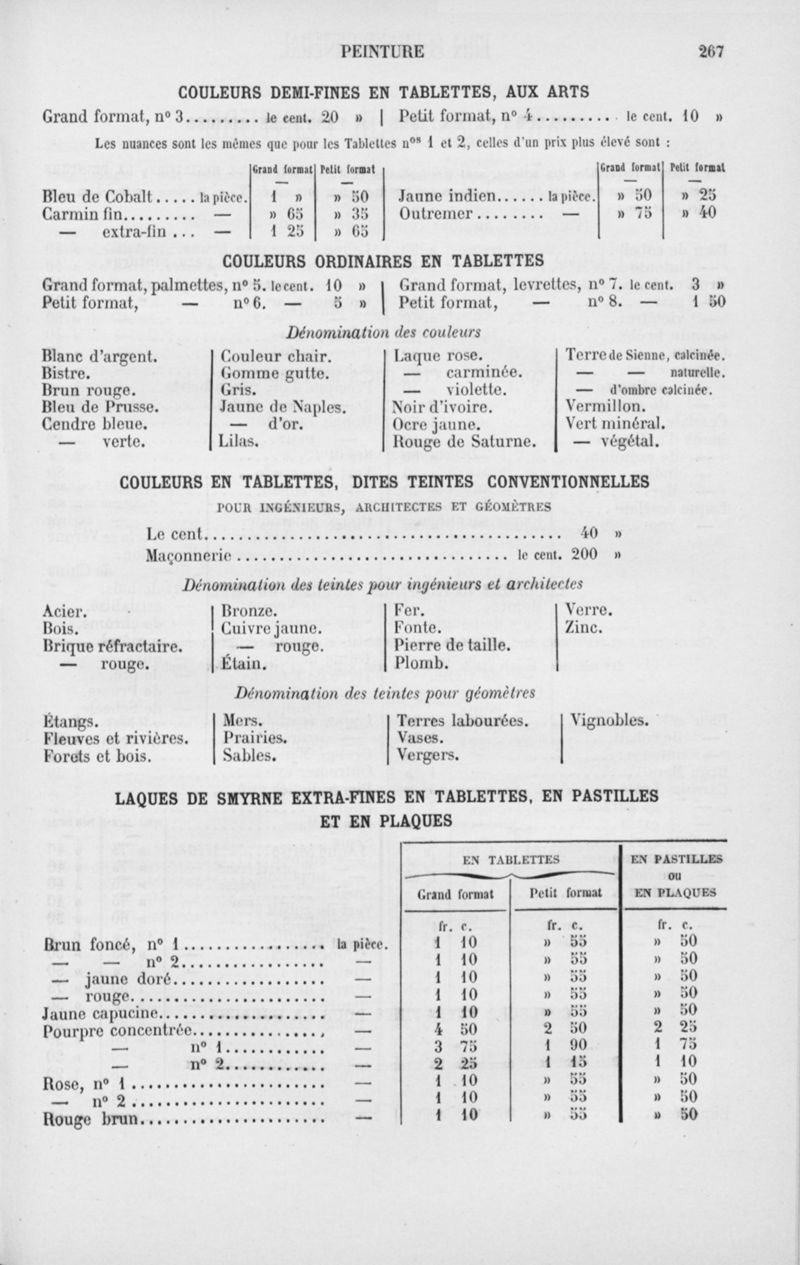 PEINTURE 267
COULEURS DEMI-FINES EN TABLETTES, AUX ARTS
Grand format, nº 3......... le cent. 20 » | Petit format, nº 4.......... le cent. 10 »
Les nuances sont les mêmes que pour les Tablettes nᵒˢ 1 et 2, celles d'un prix plus élevé sont :
Grand format Petit format Grand format Petit format
— — — —
Bleu de Cobalt..... la pièce. 1 » » 50 Jaune indien...... la pièce. » 50 » 25
Carmin fin......... — » 65 » 35 Outremer........ — » 75 » 40
— extra-fin ... — 1 25 » 65
COULEURS ORDINAIRES EN TABLETTES
Grand format, palmettes, nº 5. le cent. 10 » | Grand format, levrettes, nº 7. le cent. 3 »
Petit format, — nº 6. — 5 » | Petit format, — nº 8. — 1 50
Dénomination des couleurs
Blanc d'argent. Couleur chair. Laque rose. Terre de Sienne, calcinée.
Bistre. Gomme gutte. — carminée. — — naturelle.
Brun rouge. Gris. — violette. — d'ombre calcinée.
Bleu de Prusse. Jaune de Naples. Noir d'ivoire. Vermillon.
Cendre bleue. — d'or. Ocre jaune. Vert minéral.
— verte. Lilas. Rouge de Saturne. — végétal.
COULEURS EN TABLETTES, DITES TEINTES CONVENTIONNELLES
POUR INGÉNIEURS, ARCHITECTES ET GÉOMÈTRES
Le cent........................................... 40 »
Maçonnerie ................................ le cent. 200 »
Dénomination des teintes pour ingénieurs et architectes
Acier. Bronze. Fer. Verre.
Bois. Cuivre jaune. Fonte. Zinc.
Brique réfractaire. — rouge. Pierre de taille.
— rouge. Étain. Plomb.
Dénomination des teintes pour géomètres
Étangs. Mers. Terres labourées. Vignobles.
Fleuves et rivières. Prairies. Vases.
Forets et bois. Sables. Vergers.
LAQUES DE SMYRNE EXTRA-FINES EN TABLETTES, EN PASTILLES
ET EN PLAQUES
EN TABLETTES EN PASTILLES
ou
Grand format Petit format EN PLAQUES
fr. c. fr. c. fr. c.
Brun foncé, nº 1................. la pièce. 1 10 » 55 » 50
— — nº 2................. — 1 10 » 55 » 50
— jaune doré.................. — 1 10 » 55 » 50
— rouge....................... — 1 10 » 55 » 50
Jaune capucine.................... — 1 10 » 55 » 50
Pourpre concentrée................ — 4 50 2 50 2 25
— nº 1............ — 3 75 1 90 1 75
— nº 2............ — 2 25 1 15 1 10
Rose, nº 1....................... — 1 10 » 55 » 50
— nº 2....................... — 1 10 » 55 » 50
Rouge brun...................... — 1 10 » 55 » 50